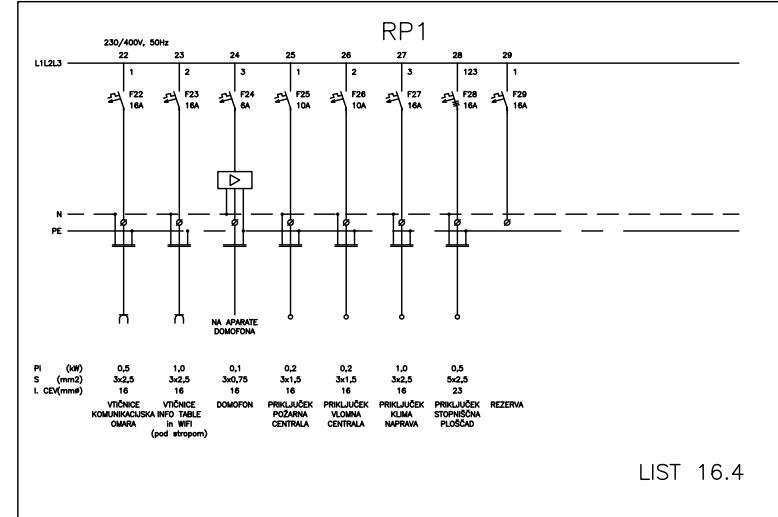 RP1
230/400V, 50Hz
22 23 24 25 26 27 28 29
L1L2L3
1 2 3 1 2 3 123 1
F22 F23 F24 F25 F26 F27 F28 F29
16A 16A 6A 10A 10A 16A 16A 16A
N
PE
NA APARATE
DOMOFONA
Pi (kW) 0,5 1,0 0,1 0,2 0,2 1,0 0,5
S (mm2) 3x2,5 3x2,5 3x0,75 3x1,5 3x1,5 3x2,5 5x2,5
I. CEV(mmø) 16 16 16 16 16 16 23
VTIČNICE VTIČNICE DOMOFON PRIKLJUČEK PRIKLJUČEK PRIKLJUČEK PRIKLJUČEK REZERVA
KOMUNIKACIJSKA INFO TABLE POŽARNA VLOMNA KLIMA STOPNIŠČNA
OMARA in WIFI CENTRALA CENTRALA NAPRAVA PLOŠČAD
(pod stropom)
LIST 16.4